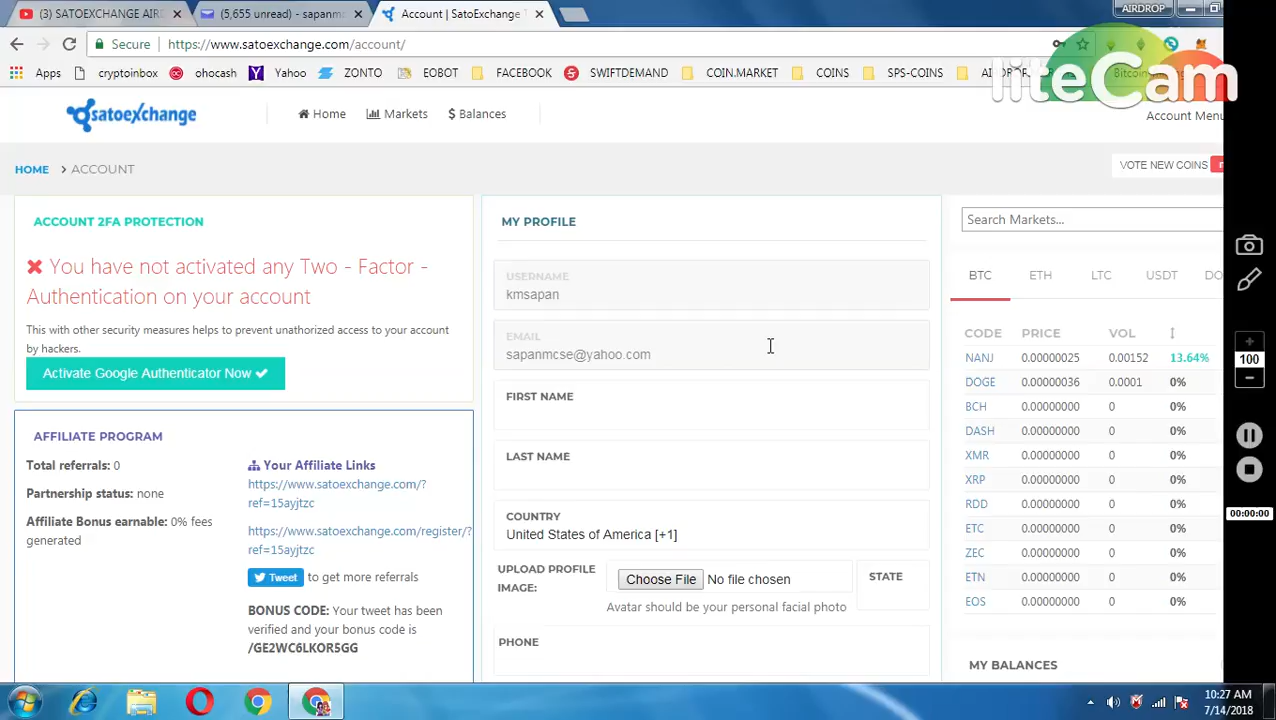 (3) SATOEXCHANGE AIRD
(5,655 unread) - sapanmc
Account | SatoExchange T
AIRDROP
Secure
https://www.satoexchange.com/account/
Apps cryptoinbox ohocash Yahoo ZONTO EOBOT FACEBOOK SWIFTDEMAND COIN.MARKET COINS SPS-COINS
liteCam
satoexchange
Home Markets $ Balances
Account Menu
HOME > ACCOUNT
VOTE NEW COINS
ACCOUNT 2FA PROTECTION
You have not activated any Two - Factor -
Authentication on your account
This with other security measures helps to prevent unathorized access to your account
by hackers.
Activate Google Authenticator Now
AFFILIATE PROGRAM
Total referrals: 0
Partnership status: none
Affiliate Bonus earnable: 0% fees
generated
Your Affiliate Links
https://www.satoexchange.com/?
ref=15ayjtzc
https://www.satoexchange.com/register/?
ref=15ayjtzc
Tweet to get more referrals
BONUS CODE: Your tweet has been
verified and your bonus code is
/GE2WC6LKOR5GG
MY PROFILE
USERNAME
kmsapan
EMAIL
sapanmcse@yahoo.com
FIRST NAME
LAST NAME
COUNTRY
United States of America [+1]
UPLOAD PROFILE
IMAGE:
Choose File No file chosen
Avatar should be your personal facial photo
STATE
PHONE
Search Markets...
BTC ETH LTC USDT DO
CODE PRICE VOL
NANJ 0.00000025 0.00152 13.64%
DOGE 0.00000036 0.0001 0%
BCH 0.00000000 0 0%
DASH 0.00000000 0 0%
XMR 0.00000000 0 0%
XRP 0.00000000 0 0%
RDD 0.00000000 0 0%
ETC 0.00000000 0 0%
ZEC 0.00000000 0 0%
ETN 0.00000000 0 0%
EOS 0.00000000 0 0%
MY BALANCES
100
00:00:00
10:27 AM
7/14/2018